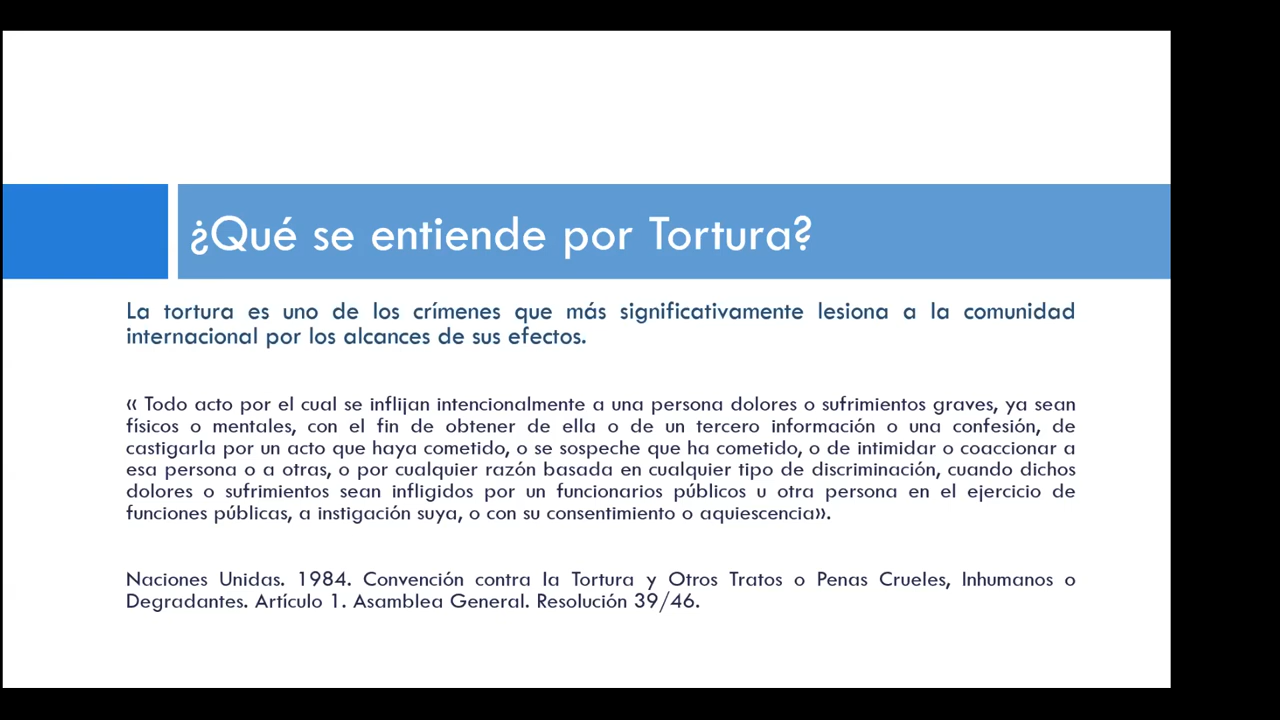 ¿Qué se entiende por Tortura?
La tortura es uno de los crímenes que más significativamente lesiona a la comunidad
internacional por los alcances de sus efectos.
« Todo acto por el cual se inflijan intencionalmente a una persona dolores o sufrimientos graves, ya sean
físicos o mentales, con el fin de obtener de ella o de un tercero información o una confesión, de
castigarla por un acto que haya cometido, o se sospeche que ha cometido, o de intimidar o coaccionar a
esa persona o a otras, o por cualquier razón basada en cualquier tipo de discriminación, cuando dichos
dolores o sufrimientos sean infligidos por un funcionarios públicos u otra persona en el ejercicio de
funciones públicas, a instigación suya, o con su consentimiento o aquiescencia».
Naciones Unidas. 1984. Convención contra la Tortura y Otros Tratos o Penas Crueles, Inhumanos o
Degradantes. Artículo 1. Asamblea General. Resolución 39/46.